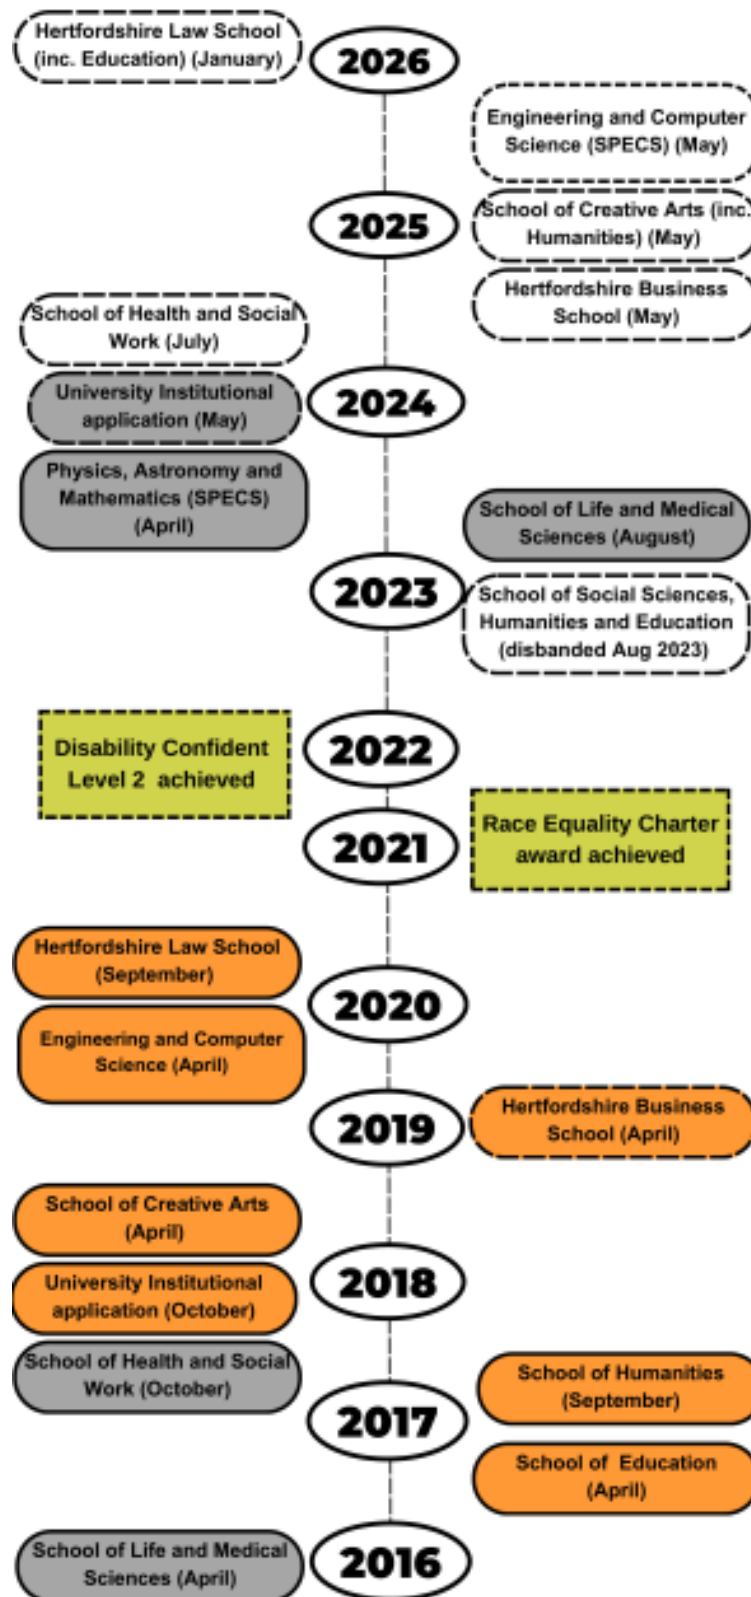 Hertfordshire Law School
(inc. Education) (January)
2026
Engineering and Computer
Science (SPECS) (May)
2025
School of Creative Arts (inc.
Humanities) (May)
Hertfordshire Business
School (May)
School of Health and Social
Work (July)
University Institutional
application (May)
2024
Physics, Astronomy and
Mathematics (SPECS)
(April)
School of Life and Medical
Sciences (August)
2023
School of Social Sciences,
Humanities and Education
(disbanded Aug 2023)
Disability Confident
Level 2 achieved
2022
2021
Race Equality Charter
award achieved
Hertfordshire Law School
(September)
2020
Engineering and Computer
Science (April)
2019
Hertfordshire Business
School (April)
School of Creative Arts
(April)
University Institutional
application (October)
2018
School of Health and Social
Work (October)
2017
School of Humanities
(September)
School of Education
(April)
School of Life and Medical
Sciences (April)
2016